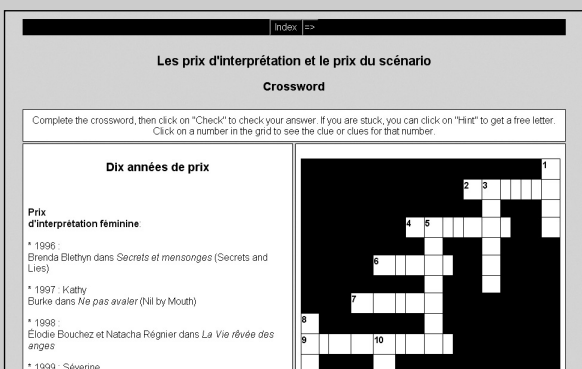 Index =>
Les prix d'interprétation et le prix du scénario
Crossword
Complete the crossword, then click on "Check" to check your answer. If you are stuck, you can click on "Hint" to get a free letter.
Click on a number in the grid to see the clue or clues for that number.
Dix années de prix
Prix
d'interprétation féminine:
* 1996 :
Brenda Blethyn dans Secrets et mensonges (Secrets and
Lies)
* 1997 : Kathy
Burke dans Ne pas avaler (Nil by Mouth)
* 1998 :
Élodie Bouchez et Natacha Régnier dans La Vie rêvée des
anges
* 1999 : Séverine
1
2 3
4 5
6
7
8
9 10